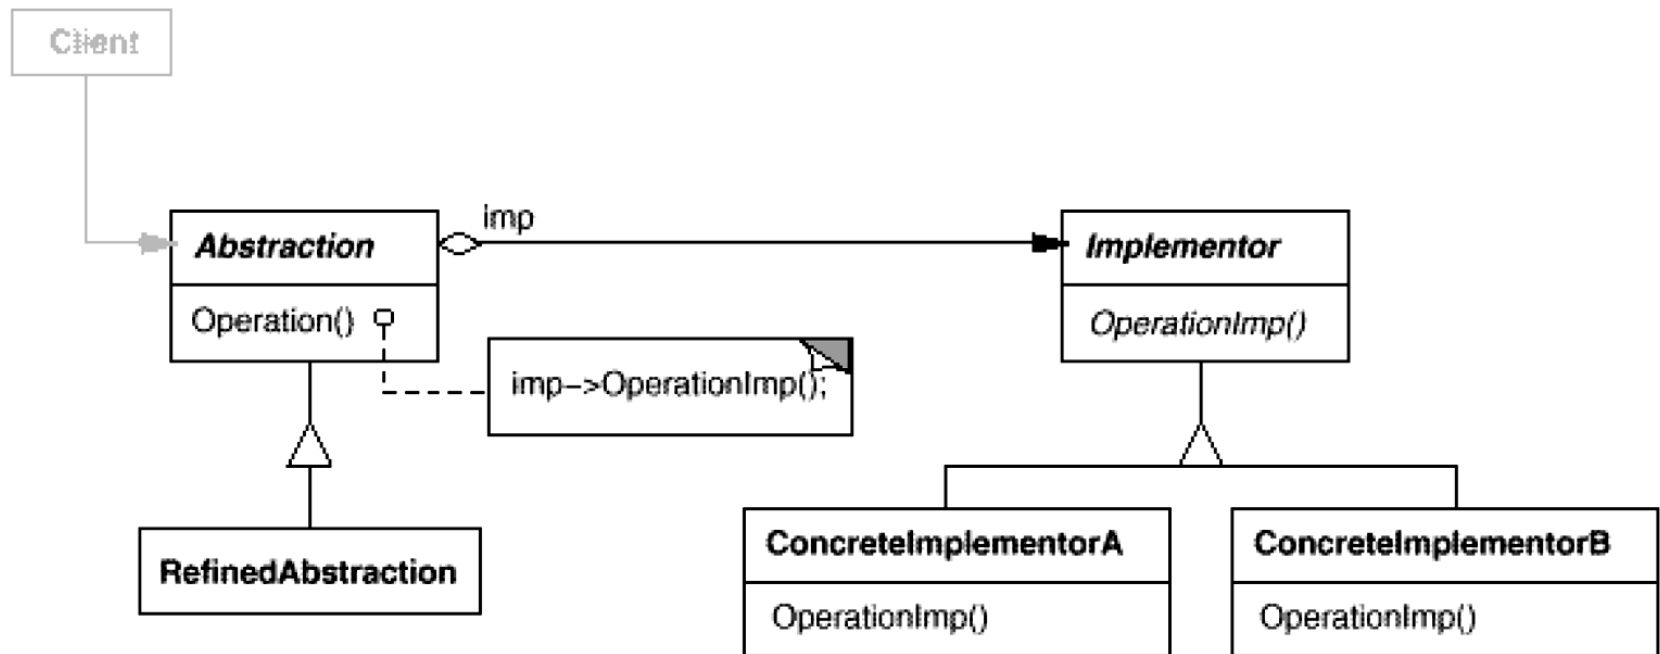 Client
imp
Abstraction
Implementor
Operation()
OperationImp()
imp->OperationImp();
RefinedAbstraction
ConcreteImplementorA
ConcreteImplementorB
OperationImp()
OperationImp()